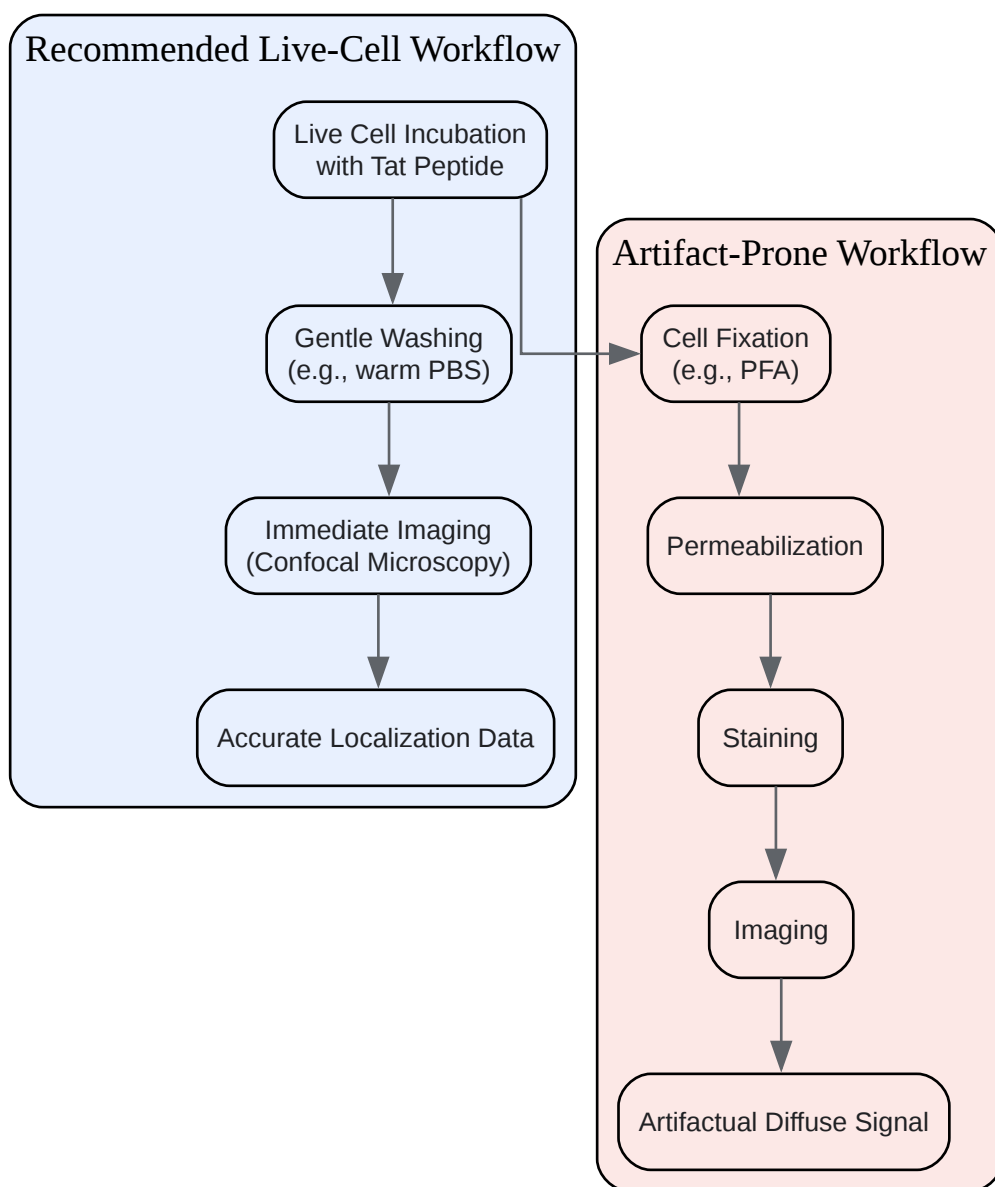 Recommended Live-Cell Workflow
Live Cell Incubation
with Tat Peptide
Gentle Washing
(e.g., warm PBS)
Immediate Imaging
(Confocal Microscopy)
Accurate Localization Data
Artifact-Prone Workflow
Cell Fixation
(e.g., PFA)
Permeabilization
Staining
Imaging
Artifactual Diffuse Signal